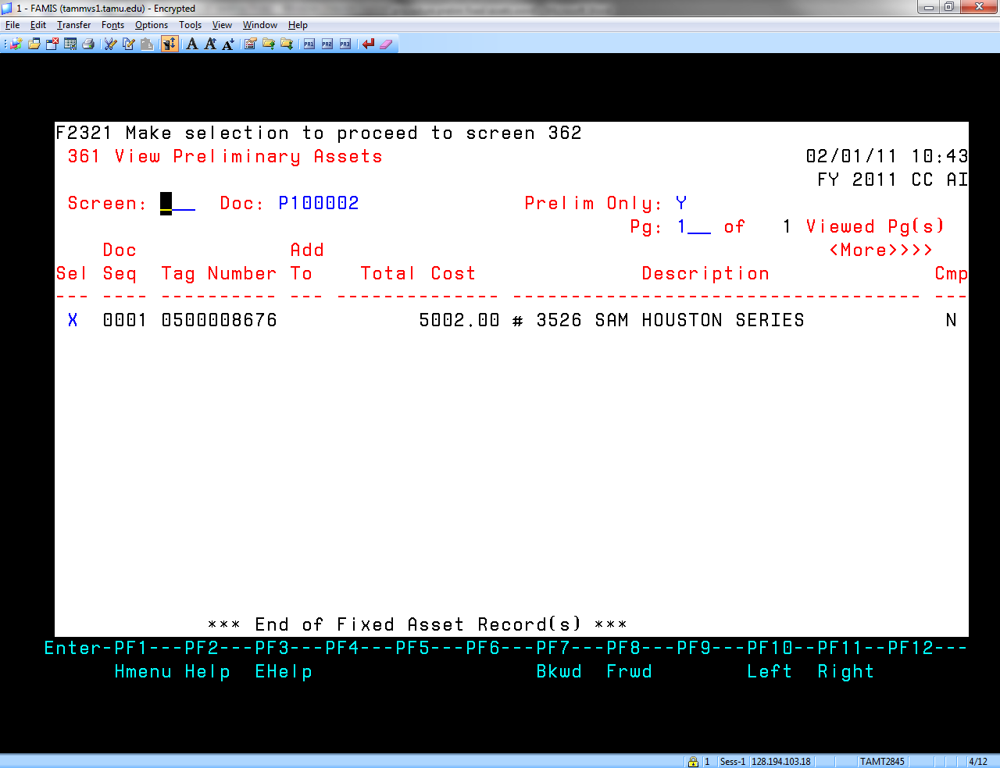 1 - FAMIS (tammvs1.tamu.edu) - Encrypted
File Edit Transfer Fonts Options Tools View Window Help
PA1 PA2 PA3
F2321 Make selection to proceed to screen 362
361 View Preliminary Assets 02/01/11 10:43
FY 2011 CC AI
Screen: ___ Doc: P100002 Prelim Only: Y
Pg: 1__ of 1 Viewed Pg(s)
Doc Add <More>>>>
Sel Seq Tag Number To Total Cost Description Cmp
--- ---- ---------- --- -------------- ----------------------------------- ---
X 0001 0500008676 5002.00 # 3526 SAM HOUSTON SERIES N
*** End of Fixed Asset Record(s) ***
Enter-PF1---PF2---PF3---PF4---PF5---PF6---PF7---PF8---PF9---PF10--PF11--PF12---
Hmenu Help EHelp Bkwd Frwd Left Right
1 Sess-1 128.194.103.18 TAMT2845 4/12